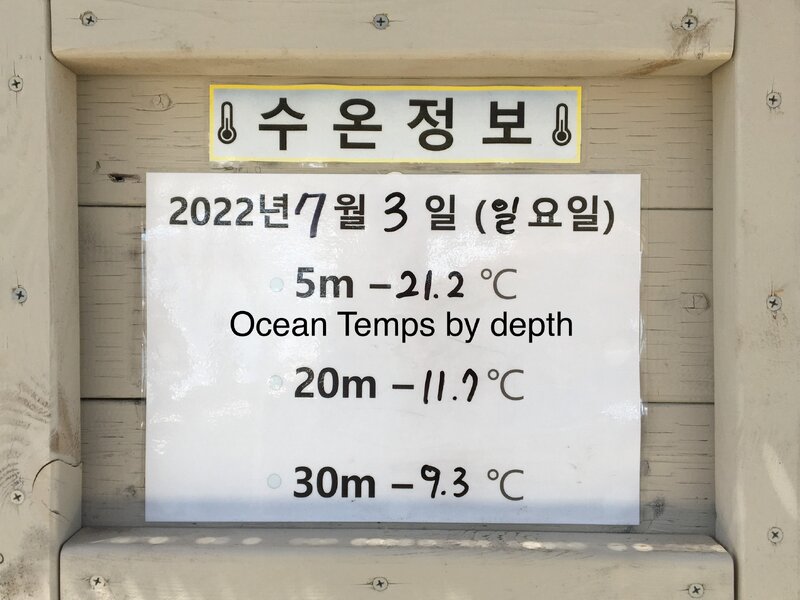 수온정보
2022년 7월 3일 (일요일)
5m - 21.2 ℃
Ocean Temps by depth
20m - 11.7 ℃
30m - 9.3 ℃